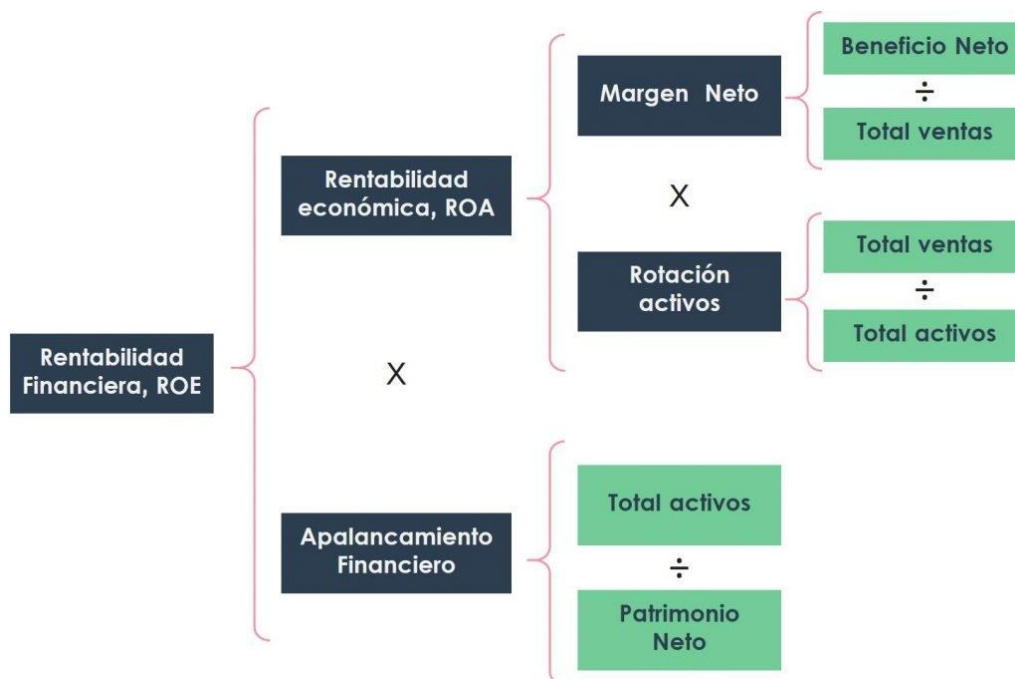 Beneficio Neto
÷
Total ventas
Margen Neto
X
Rentabilidad
económica, ROA
Total ventas
÷
Total activos
Rotación
activos
Rentabilidad
Financiera, ROE
X
Total activos
÷
Patrimonio
Neto
Apalancamiento
Financiero